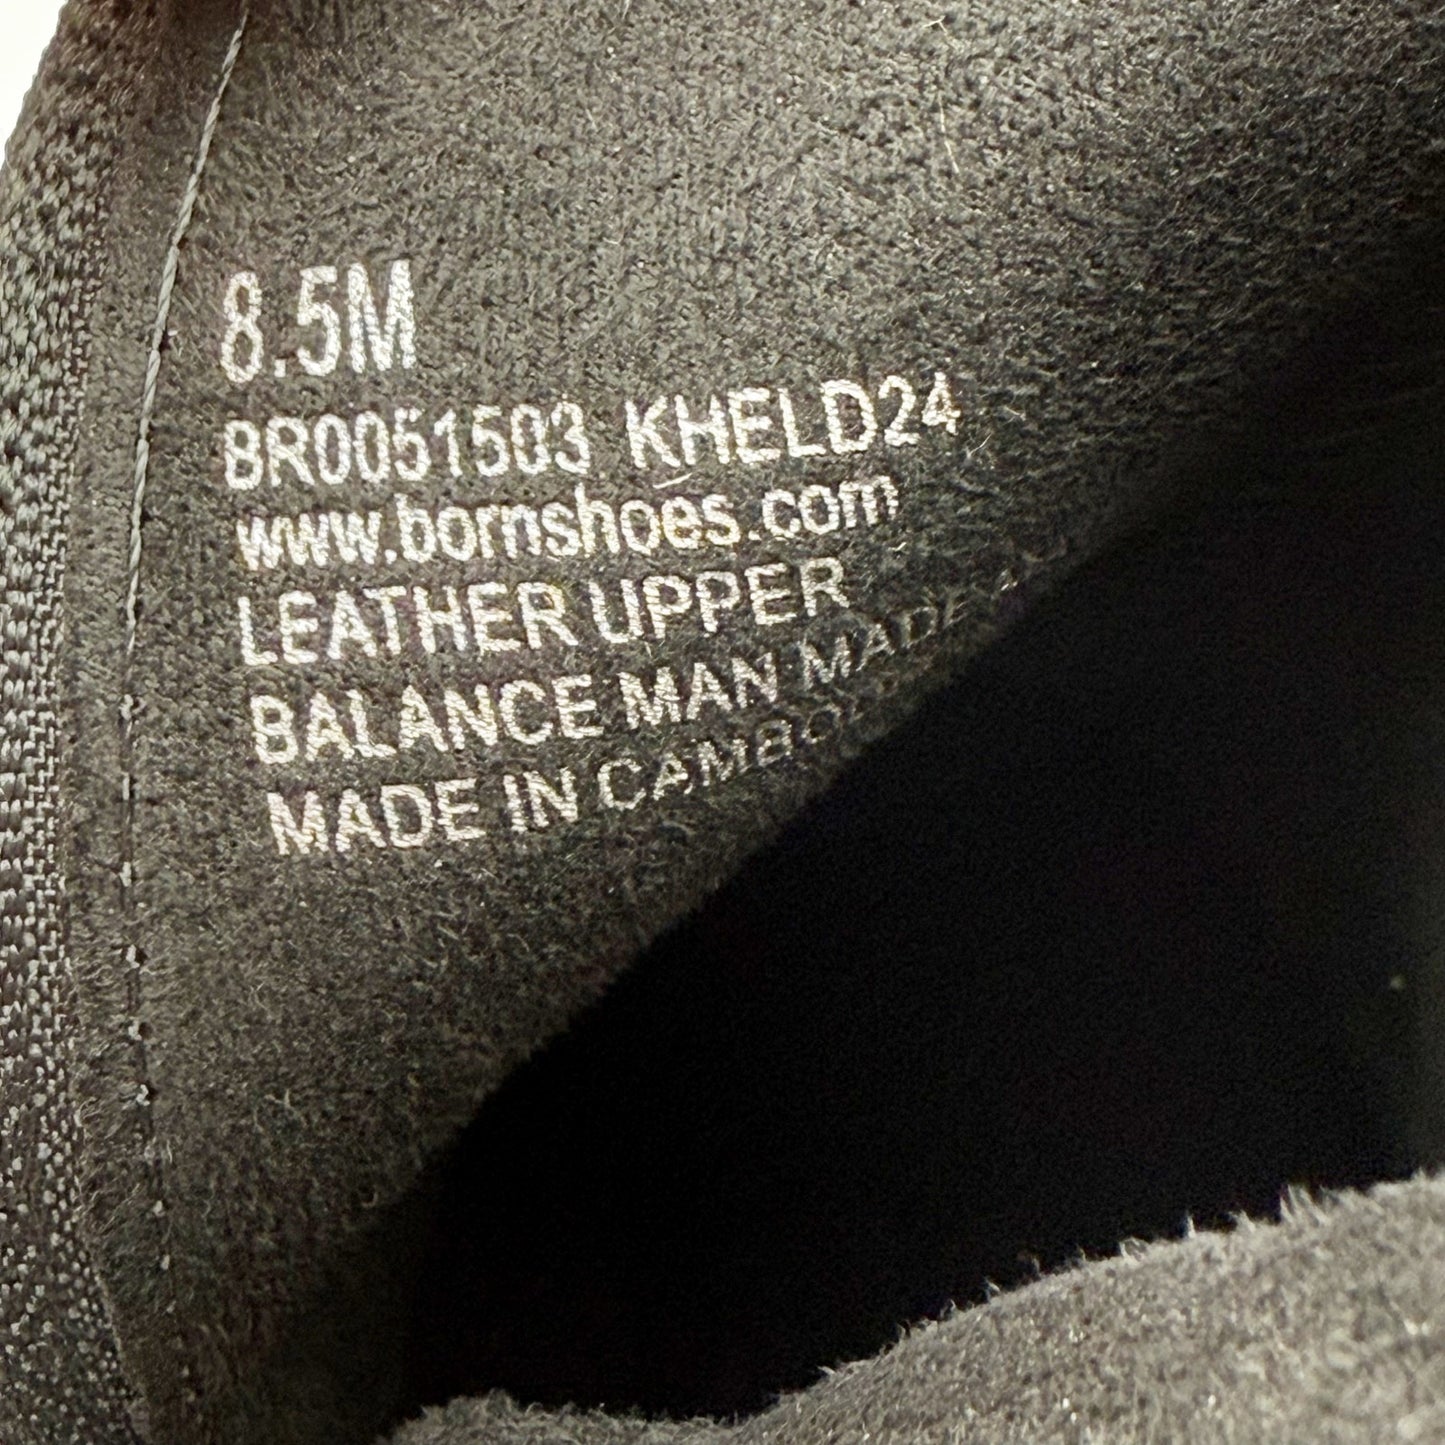 8.5M
BR0051503 KHELD24
www.bornshoes.com
LEATHER UPPER
BALANCE MAN MADE
MADE IN